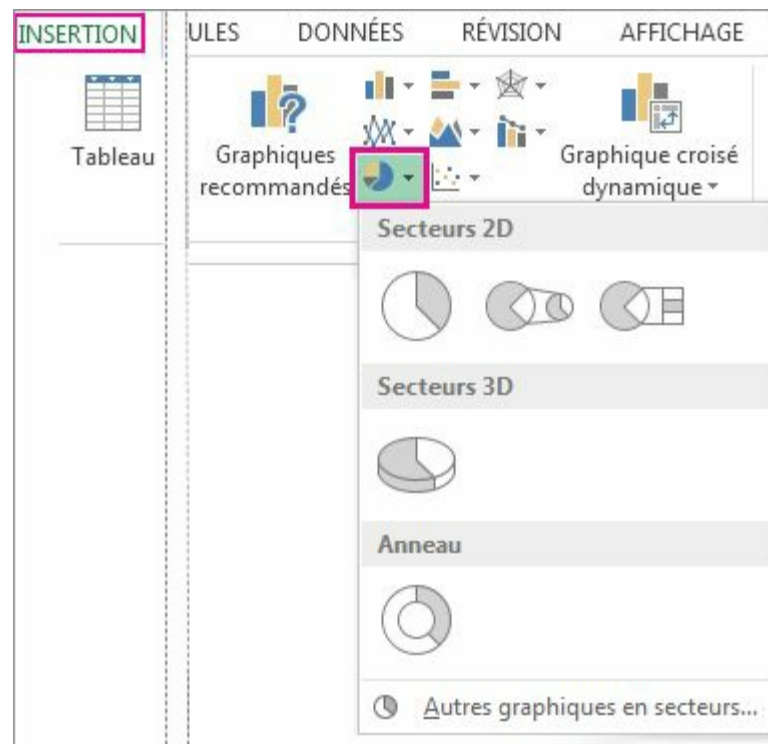 INSERTION ULES DONNÉES RÉVISION AFFICHAGE
Tableau
Graphiques
recommandés
Graphique croisé
dynamique
Secteurs 2D
Secteurs 3D
Anneau
Autres graphiques en secteurs...